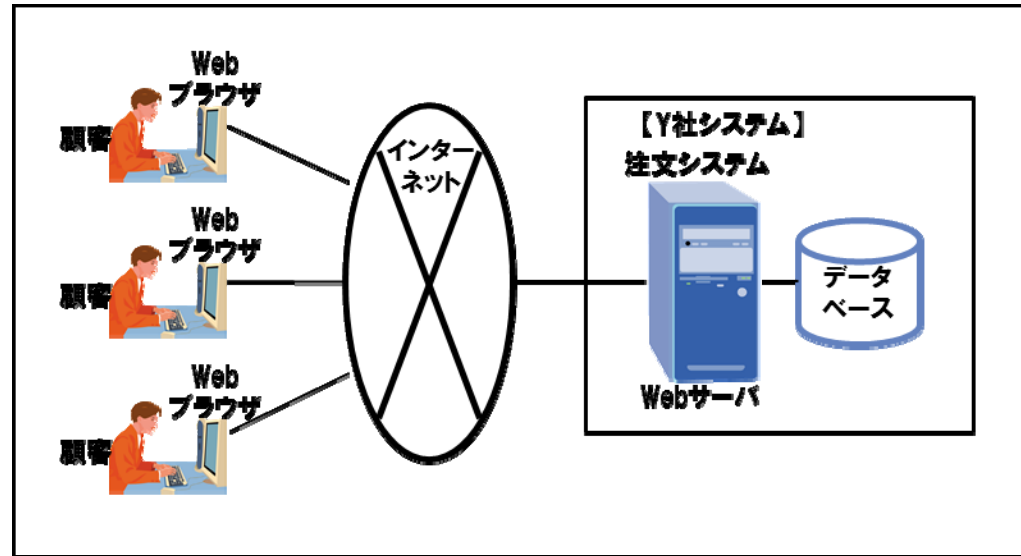 Web
ブラウザ
顧客
Web
ブラウザ
顧客
Web
ブラウザ
顧客
インター
ネット
【Y社システム】
注文システム
データ
ベース
Webサーバ